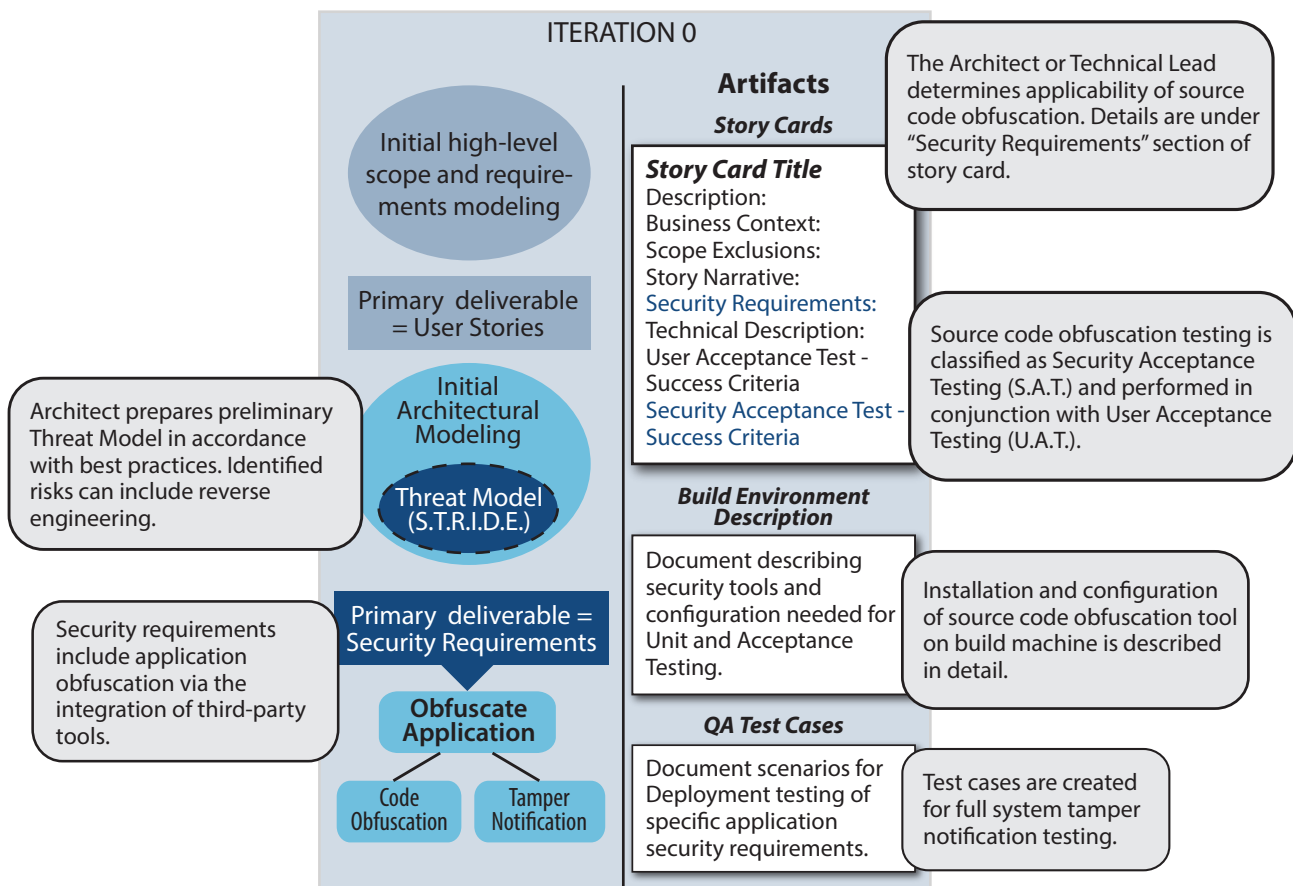 ITERATION 0
Initial high-level
scope and require-
ments modeling
Primary deliverable
= User Stories
Initial
Architectural
Modeling
Threat Model
(S.T.R.I.D.E.)
Architect prepares preliminary
Threat Model in accordance
with best practices. Identified
risks can include reverse
engineering.
Primary deliverable =
Security Requirements
Security requirements
include application
obfuscation via the
integration of third-party
tools.
Obfuscate
Application
Code
Obfuscation
Tamper
Notification
Artifacts
Story Cards
Story Card Title
Description:
Business Context:
Scope Exclusions:
Story Narrative:
Security Requirements:
Technical Description:
User Acceptance Test -
Success Criteria
Security Acceptance Test -
Success Criteria
The Architect or Technical Lead
determines applicability of source
code obfuscation. Details are under
“Security Requirements” section of
story card.
Source code obfuscation testing is
classified as Security Acceptance
Testing (S.A.T.) and performed in
conjunction with User Acceptance
Testing (U.A.T.).
Build Environment
Description
Document describing
security tools and
configuration needed for
Unit and Acceptance
Testing.
Installation and configuration
of source code obfuscation tool
on build machine is described
in detail.
QA Test Cases
Document scenarios for
Deployment testing of
specific application
security requirements.
Test cases are created
for full system tamper
notification testing.